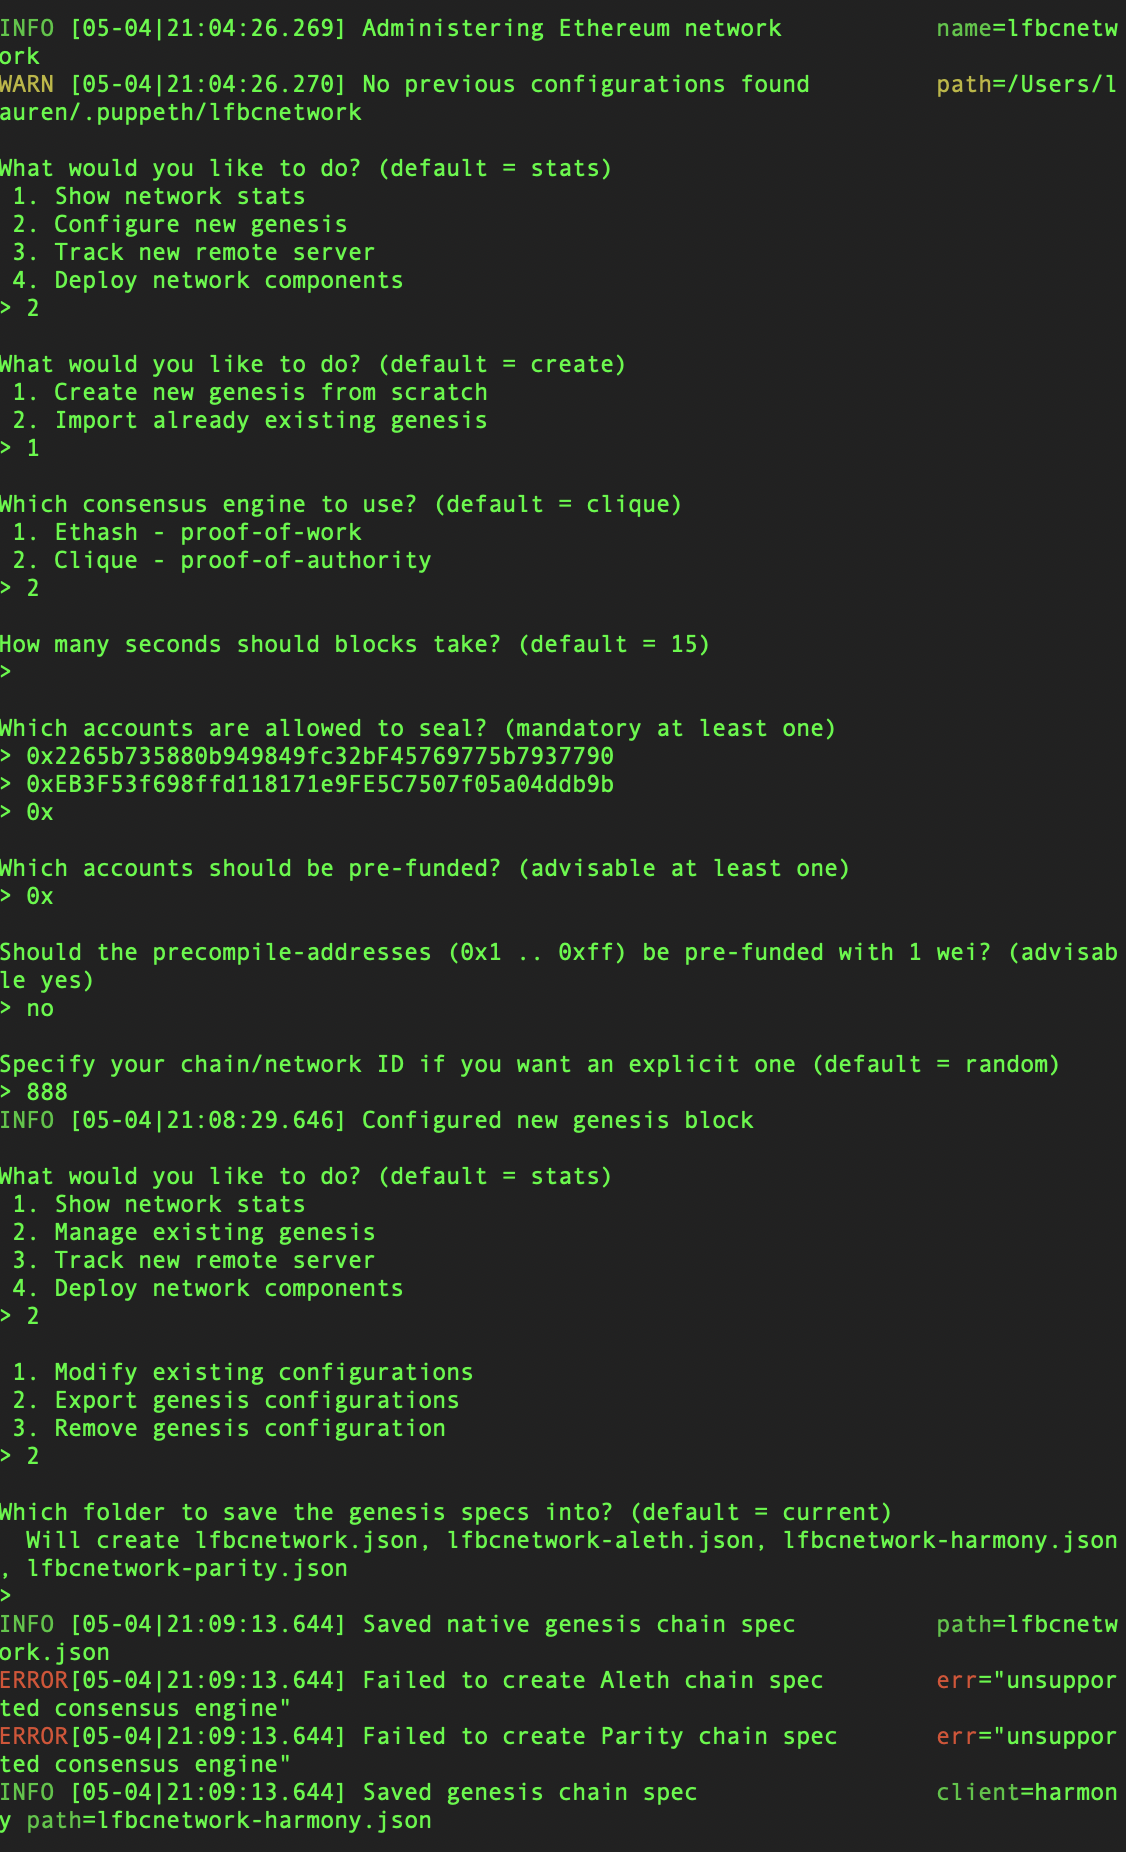 INFO [05-04|21:04:26.269] Administering Ethereum network           name=lfbcnetw
ork
WARN [05-04|21:04:26.270] No previous configurations found         path=/Users/l
auren/.puppeth/lfbcnetwork

What would you like to do? (default = stats)
 1. Show network stats
 2. Configure new genesis
 3. Track new remote server
 4. Deploy network components
> 2

What would you like to do? (default = create)
 1. Create new genesis from scratch
 2. Import already existing genesis
> 1

Which consensus engine to use? (default = clique)
 1. Ethash - proof-of-work
 2. Clique - proof-of-authority
> 2

How many seconds should blocks take? (default = 15)
>

Which accounts are allowed to seal? (mandatory at least one)
> 0x2265b735880b949849fc32bF45769775b7937790
> 0xEB3F53f698ffd118171e9FE5C7507f05a04ddb9b
> 0x

Which accounts should be pre-funded? (advisable at least one)
> 0x

Should the precompile-addresses (0x1 .. 0xff) be pre-funded with 1 wei? (advisab
le yes)
> no

Specify your chain/network ID if you want an explicit one (default = random)
> 888
INFO [05-04|21:08:29.646] Configured new genesis block

What would you like to do? (default = stats)
 1. Show network stats
 2. Manage existing genesis
 3. Track new remote server
 4. Deploy network components
> 2

 1. Modify existing configurations
 2. Export genesis configurations
 3. Remove genesis configuration
> 2

Which folder to save the genesis specs into? (default = current)
  Will create lfbcnetwork.json, lfbcnetwork-aleth.json, lfbcnetwork-harmony.json
, lfbcnetwork-parity.json
>
INFO [05-04|21:09:13.644] Saved native genesis chain spec          path=lfbcnetw
ork.json
ERROR[05-04|21:09:13.644] Failed to create Aleth chain spec        err="unsuppor
ted consensus engine"
ERROR[05-04|21:09:13.644] Failed to create Parity chain spec       err="unsuppor
ted consensus engine"
INFO [05-04|21:09:13.644] Saved genesis chain spec                 client=harmon
y path=lfbcnetwork-harmony.json